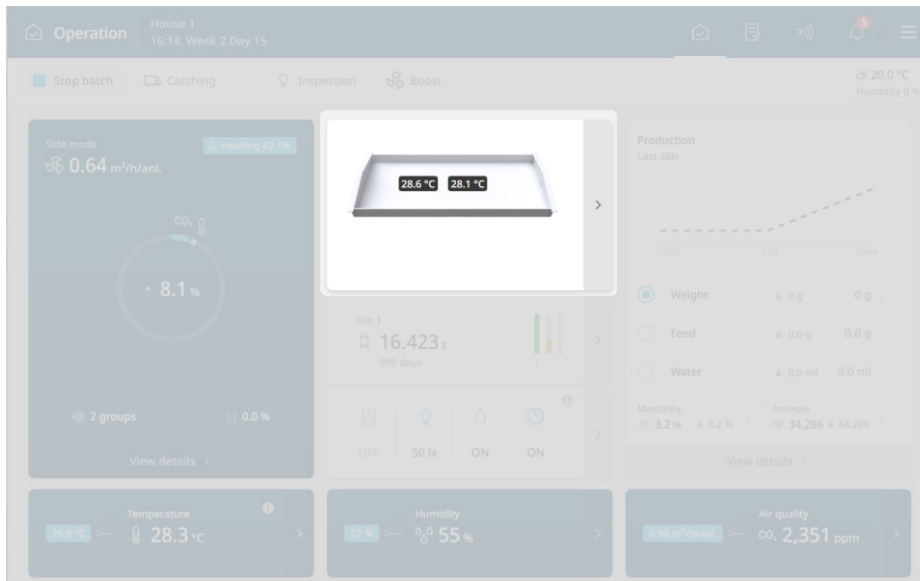 Operation
House 1
16:14, Week 2 Day 15
5
Stop batch
Catching
Inspection
Boost
20.0 °C
Humidity 0 %
Side mode
0.64 m³/h/ani.
Heating 42.1%
CO₂
8.1 %
2 groups
0.0 %
View details
28.6 °C 28.1 °C
Silo 1
16.423 t
999 days
OFF 50 lx ON ON
Production
Last 48h
-48h -24h Now
Weight 0 g 0 g
Feed 0.0 g 0.0 g
Water 0.0 ml 0.0 ml
Mortality
3.2 % 3.2 %
Animals
34,286 34,286
View details
Temperature
25.9 °C 28.3 °C
Humidity
57 % 55 %
Air quality
0.50 m³/h/ani. CO₂ 2,351 ppm